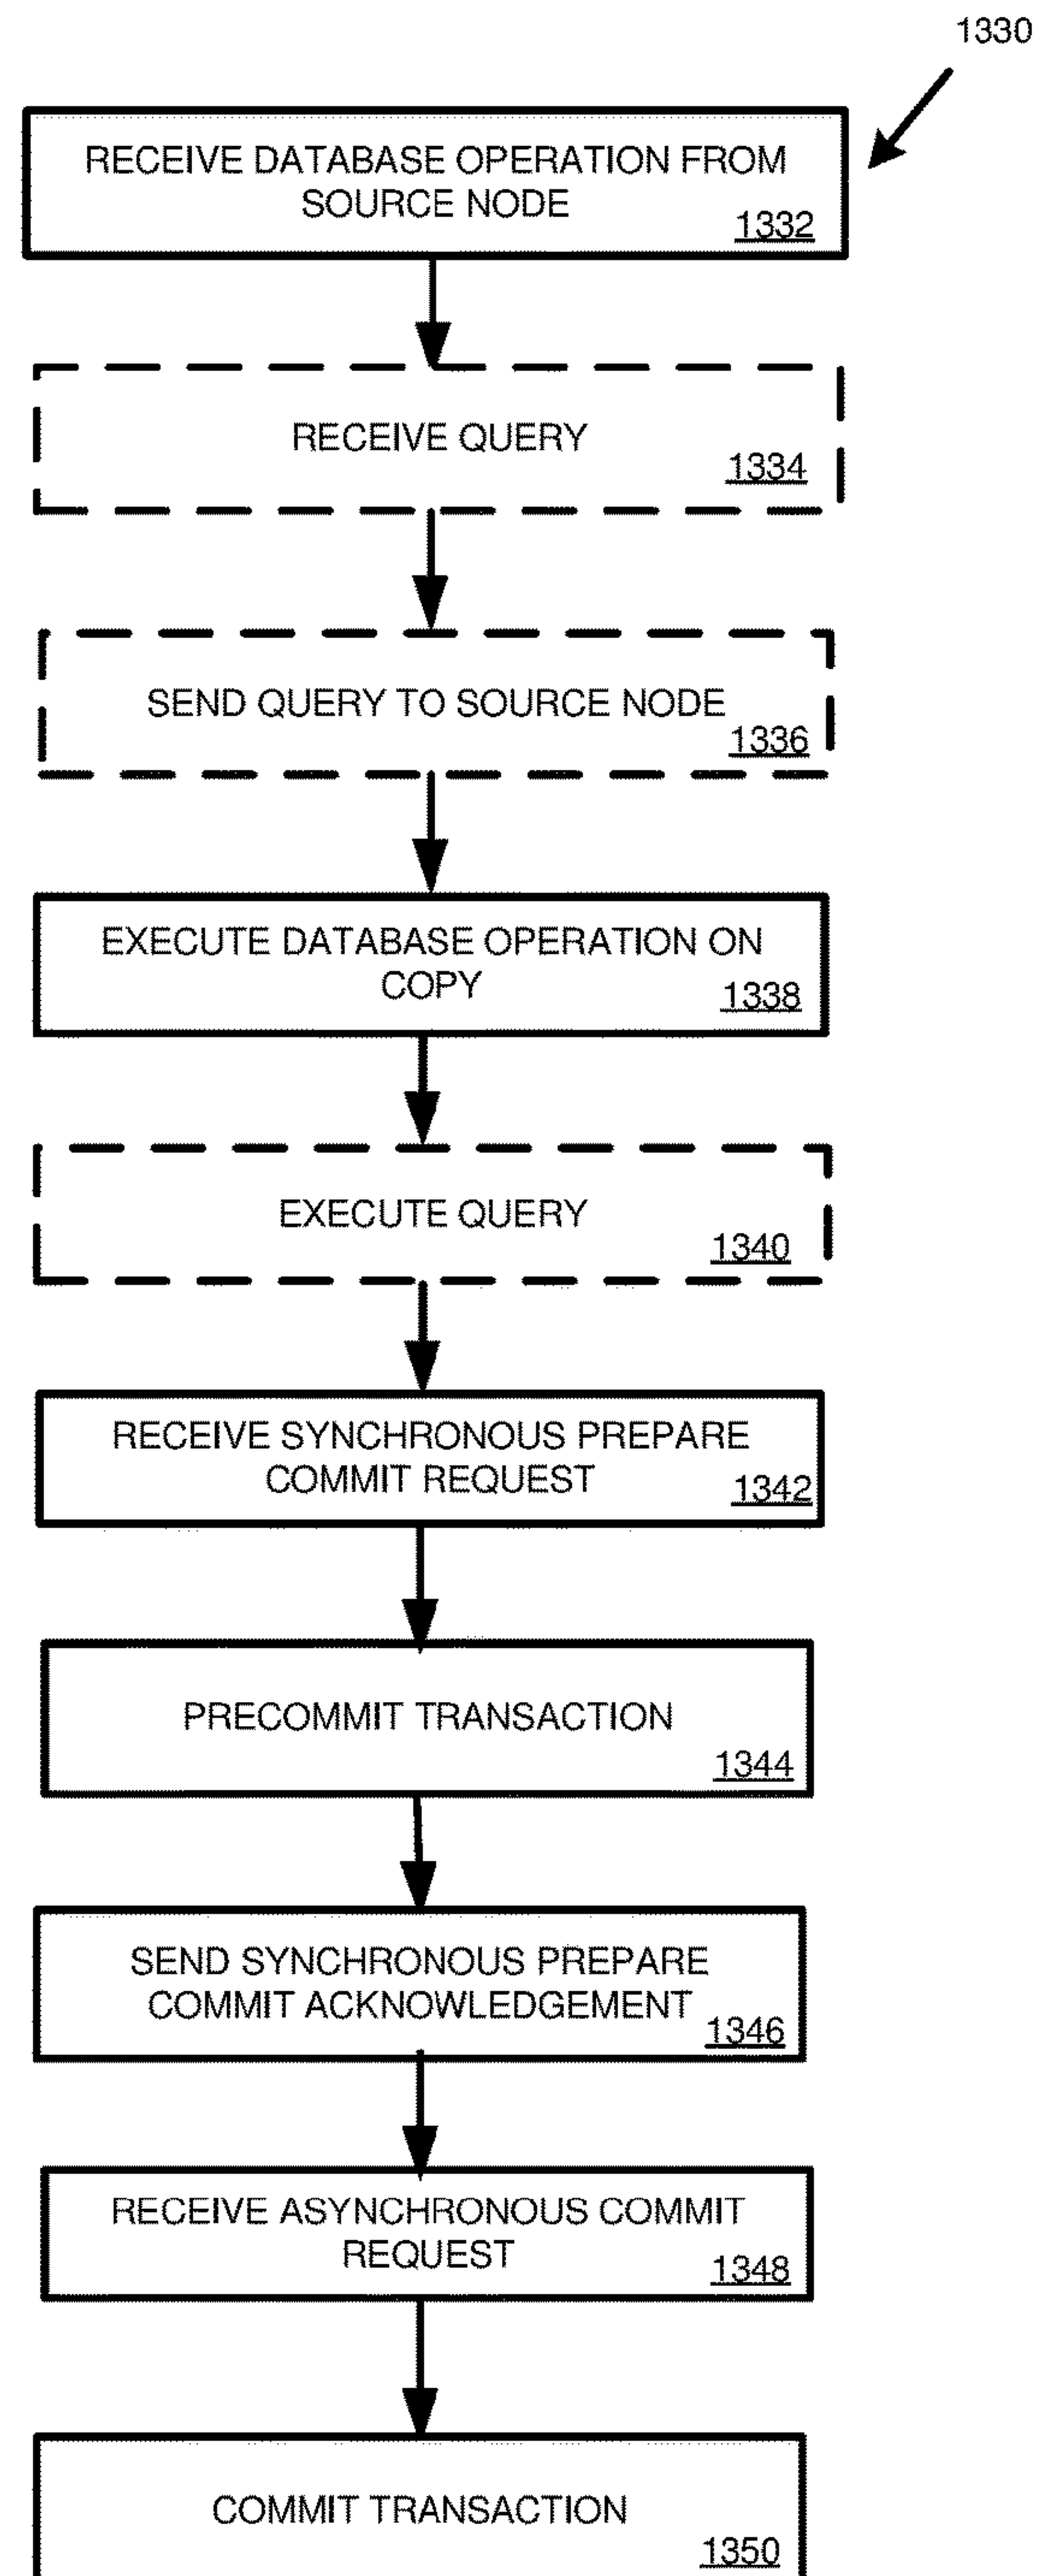 1330
RECEIVE DATABASE OPERATION FROM
SOURCE NODE
1332
RECEIVE QUERY
1334
SEND QUERY TO SOURCE NODE
1336
EXECUTE DATABASE OPERATION ON
COPY
1338
EXECUTE QUERY
1340
RECEIVE SYNCHRONOUS PREPARE
COMMIT REQUEST
1342
PRECOMMIT TRANSACTION
1344
SEND SYNCHRONOUS PREPARE
COMMIT ACKNOWLEDGEMENT
1346
RECEIVE ASYNCHRONOUS COMMIT
REQUEST
1348
COMMIT TRANSACTION
1350